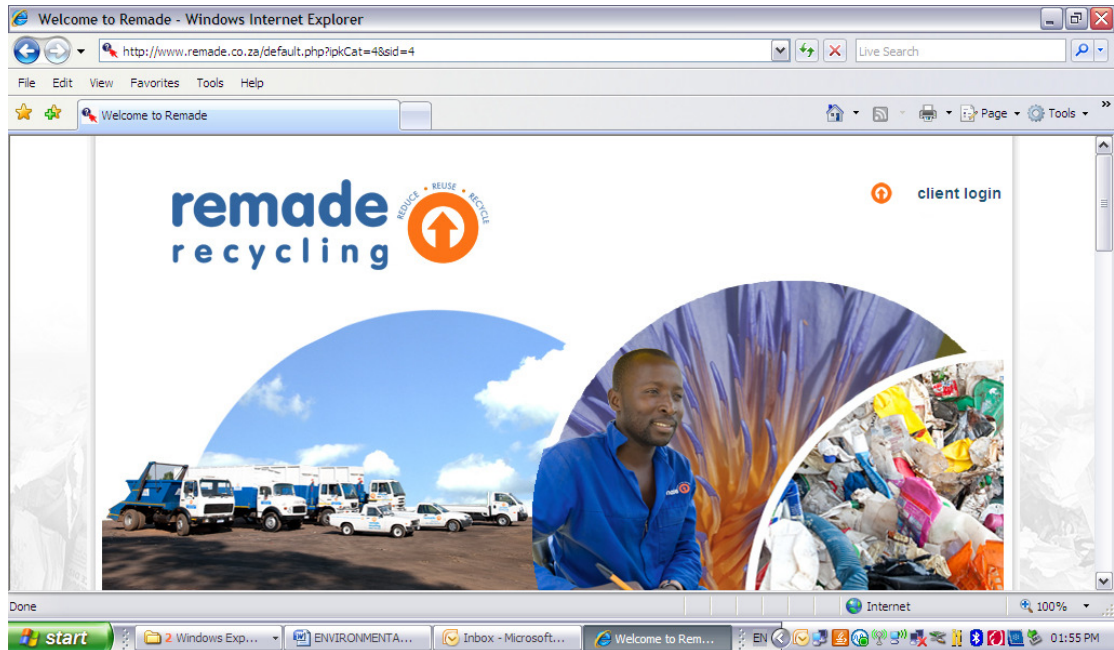 Welcome to Remade - Windows Internet Explorer
http://www.remade.co.za/default.php?ipkCat=4&sid=4
Live Search
File Edit View Favorites Tools Help
Welcome to Remade
Page
Tools
remade
recycling
REDUCE • REUSE • RECYCLE
client login
Done
Internet
100%
start
2 Windows Exp...
ENVIRONMENTA...
Inbox - Microsoft...
Welcome to Rem...
EN
01:55 PM